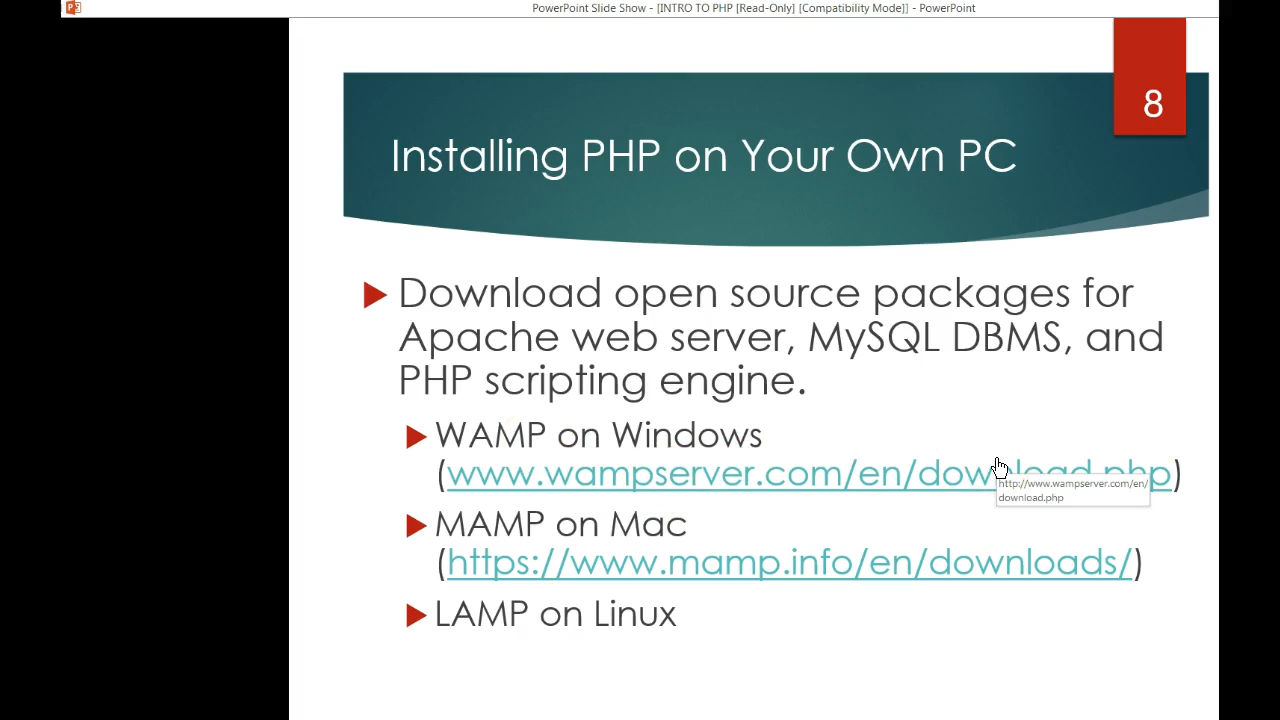 PowerPoint Slide Show - [INTRO TO PHP [Read-Only] [Compatibility Mode]] - PowerPoint
8
Installing PHP on Your Own PC
Download open source packages for
Apache web server, MySQL DBMS, and
PHP scripting engine.
WAMP on Windows
(www.wampserver.com/en/download.php)
http://www.wampserver.com/en/
download.php
MAMP on Mac
(https://www.mamp.info/en/downloads/)
LAMP on Linux